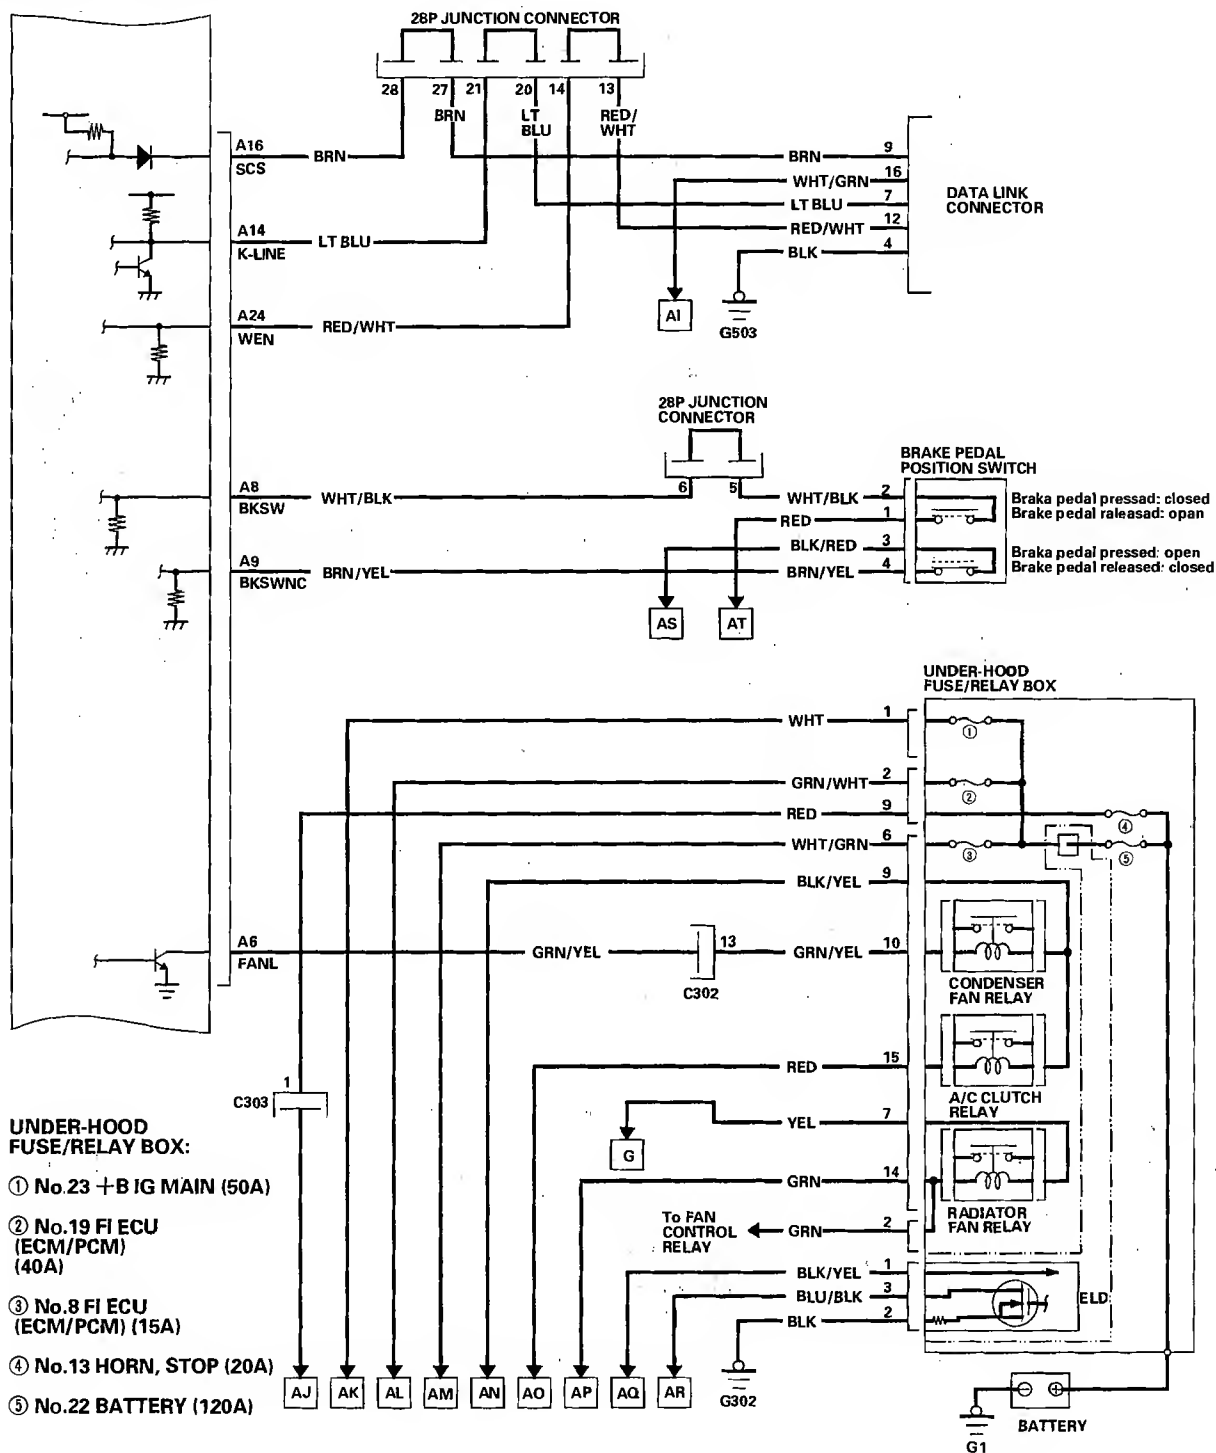 28P JUNCTION CONNECTOR
28 27 21 20 14 13
BRN
LT
BLU
RED/
WHT
A16
SCS
BRN
BRN
9
WHT/GRN
16
LT BLU
7
RED/WHT
12
BLK
4
DATA LINK
CONNECTOR
A14
K-LINE
LT BLU
AI
G503
A24
WEN
RED/WHT
28P JUNCTION
CONNECTOR
6 5
BRAKE PEDAL
POSITION SWITCH
A8
BKSW
WHT/BLK
WHT/BLK
2
RED
1
BLK/RED
3
BRN/YEL
4
Braka pedal pressad: closed
Brake pedal raleasad: opan
Braka pedal pressed: open
Brake pedal released: closed
A9
BKSWNC
BRN/YEL
AS
AT
UNDER-HOOD
FUSE/RELAY BOX
WHT
1
①
GRN/WHT
2
②
RED
9
④
WHT/GRN
6
③
⑤
BLK/YEL
9
A6
FANL
GRN/YEL
13
C302
GRN/YEL
10
CONDENSER
FAN RELAY
RED
15
A/C CLUTCH
RELAY
1
C303
YEL
7
G
GRN
14
RADIATOR
FAN RELAY
To FAN
CONTROL
RELAY
GRN
2
BLK/YEL
1
BLU/BLK
3
BLK
2
ELD
UNDER-HOOD
FUSE/RELAY BOX:
① No.23 +B IG MAIN (50A)
② No.19 FI ECU
(ECM/PCM)
(40A)
③ No.8 FI ECU
(ECM/PCM) (15A)
④ No.13 HORN, STOP (20A)
⑤ No.22 BATTERY (120A)
AJ AK AL AM AN AO AP AQ AR
G302
BATTERY
G1